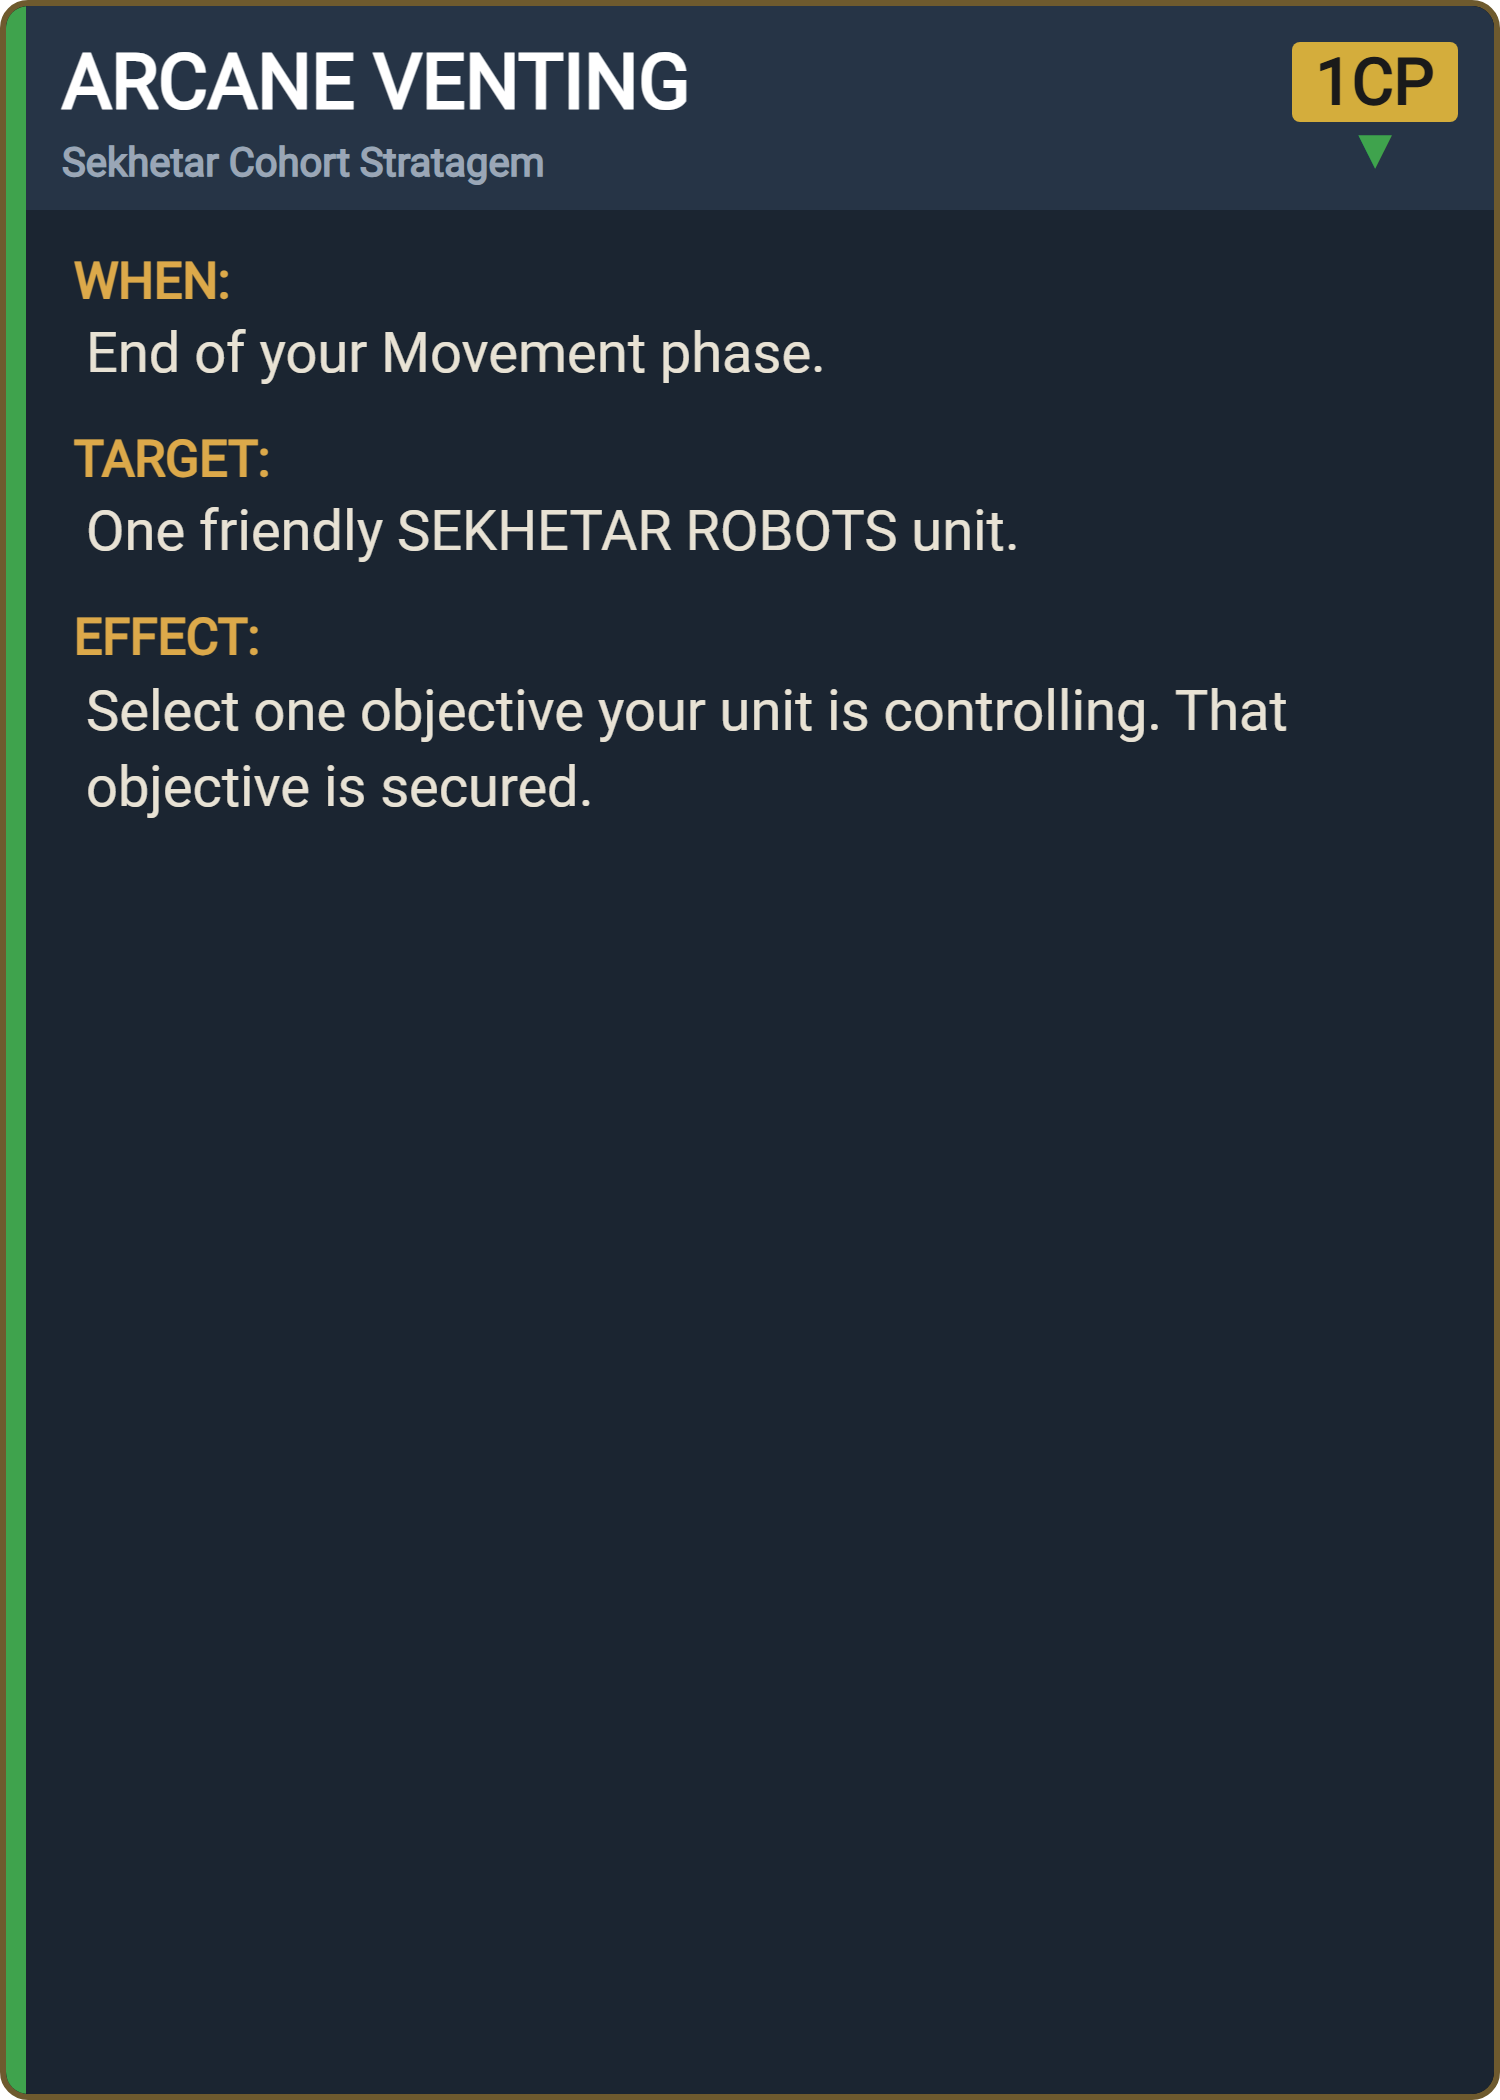 ARCANE VENTING
1CP
Sekhetar Cohort Stratagem
WHEN:
End of your Movement phase.
TARGET:
One friendly SEKHETAR ROBOTS unit.
EFFECT:
Select one objective your unit is controlling. That
objective is secured.